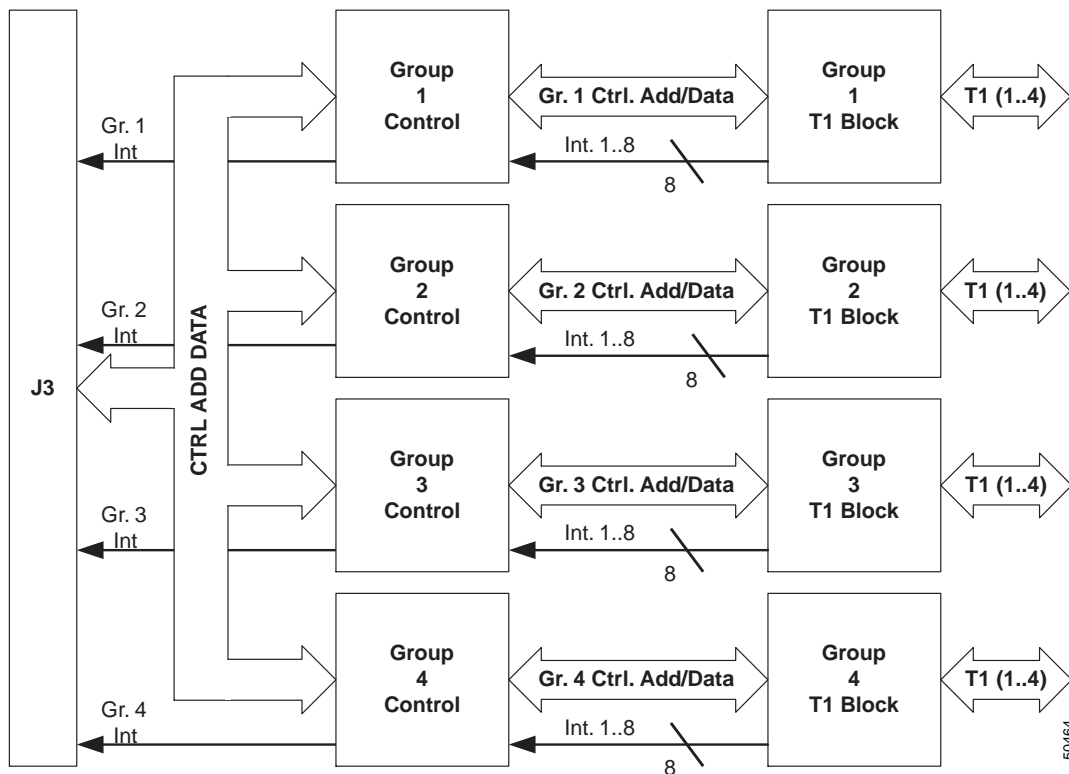 J3
CTRL ADD DATA
Gr. 1
Int
Group
1
Control
Gr. 1 Ctrl. Add/Data
Int. 1..8
8
Group
1
T1 Block
T1 (1..4)
Gr. 2
Int
Group
2
Control
Gr. 2 Ctrl. Add/Data
Int. 1..8
8
Group
2
T1 Block
T1 (1..4)
Gr. 3
Int
Group
3
Control
Gr. 3 Ctrl. Add/Data
Int. 1..8
8
Group
3
T1 Block
T1 (1..4)
Gr. 4
Int
Group
4
Control
Gr. 4 Ctrl. Add/Data
Int. 1..8
8
Group
4
T1 Block
T1 (1..4)
50464